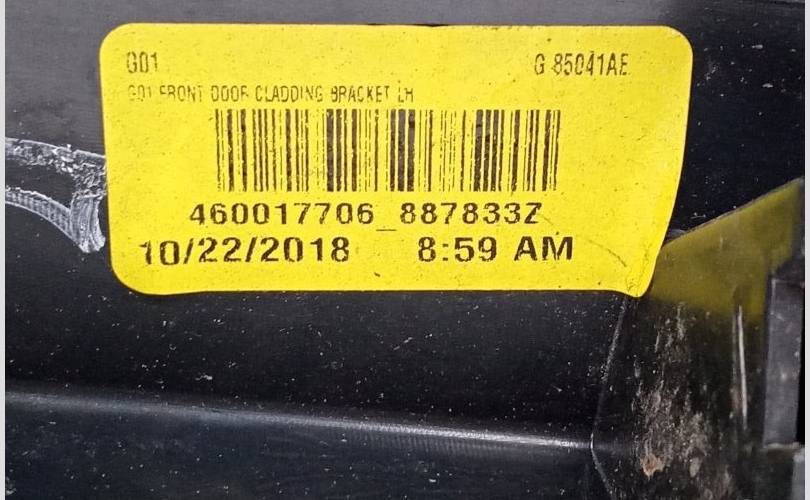 G01 G 85041AE
G01 FRONT DOOR CLADDING BRACKET LH
460017706_887833Z
10/22/2018 8:59 AM